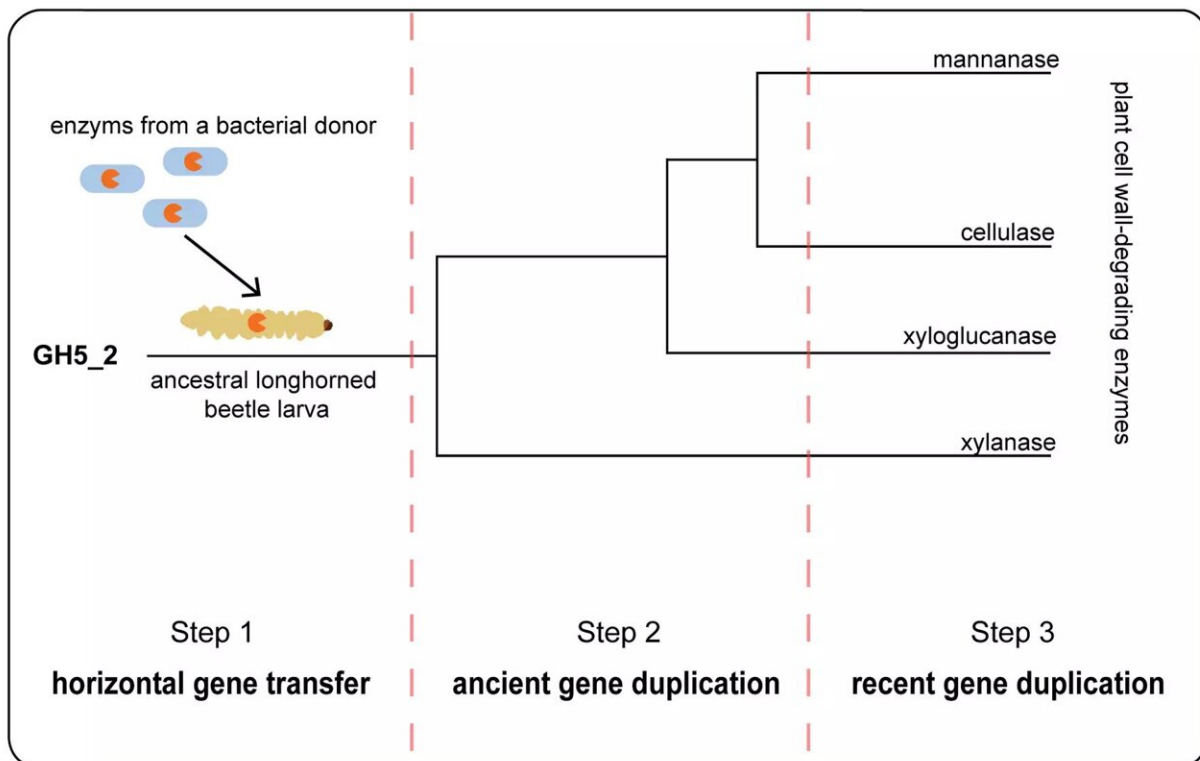 enzyms from a bacterial donor
GH5_2
ancestral longhorned
beetle larva
mannanase
cellulase
xyloglucanase
xylanase
plant cell wall-degrading enzymes
Step 1
horizontal gene transfer
Step 2
ancient gene duplication
Step 3
recent gene duplication